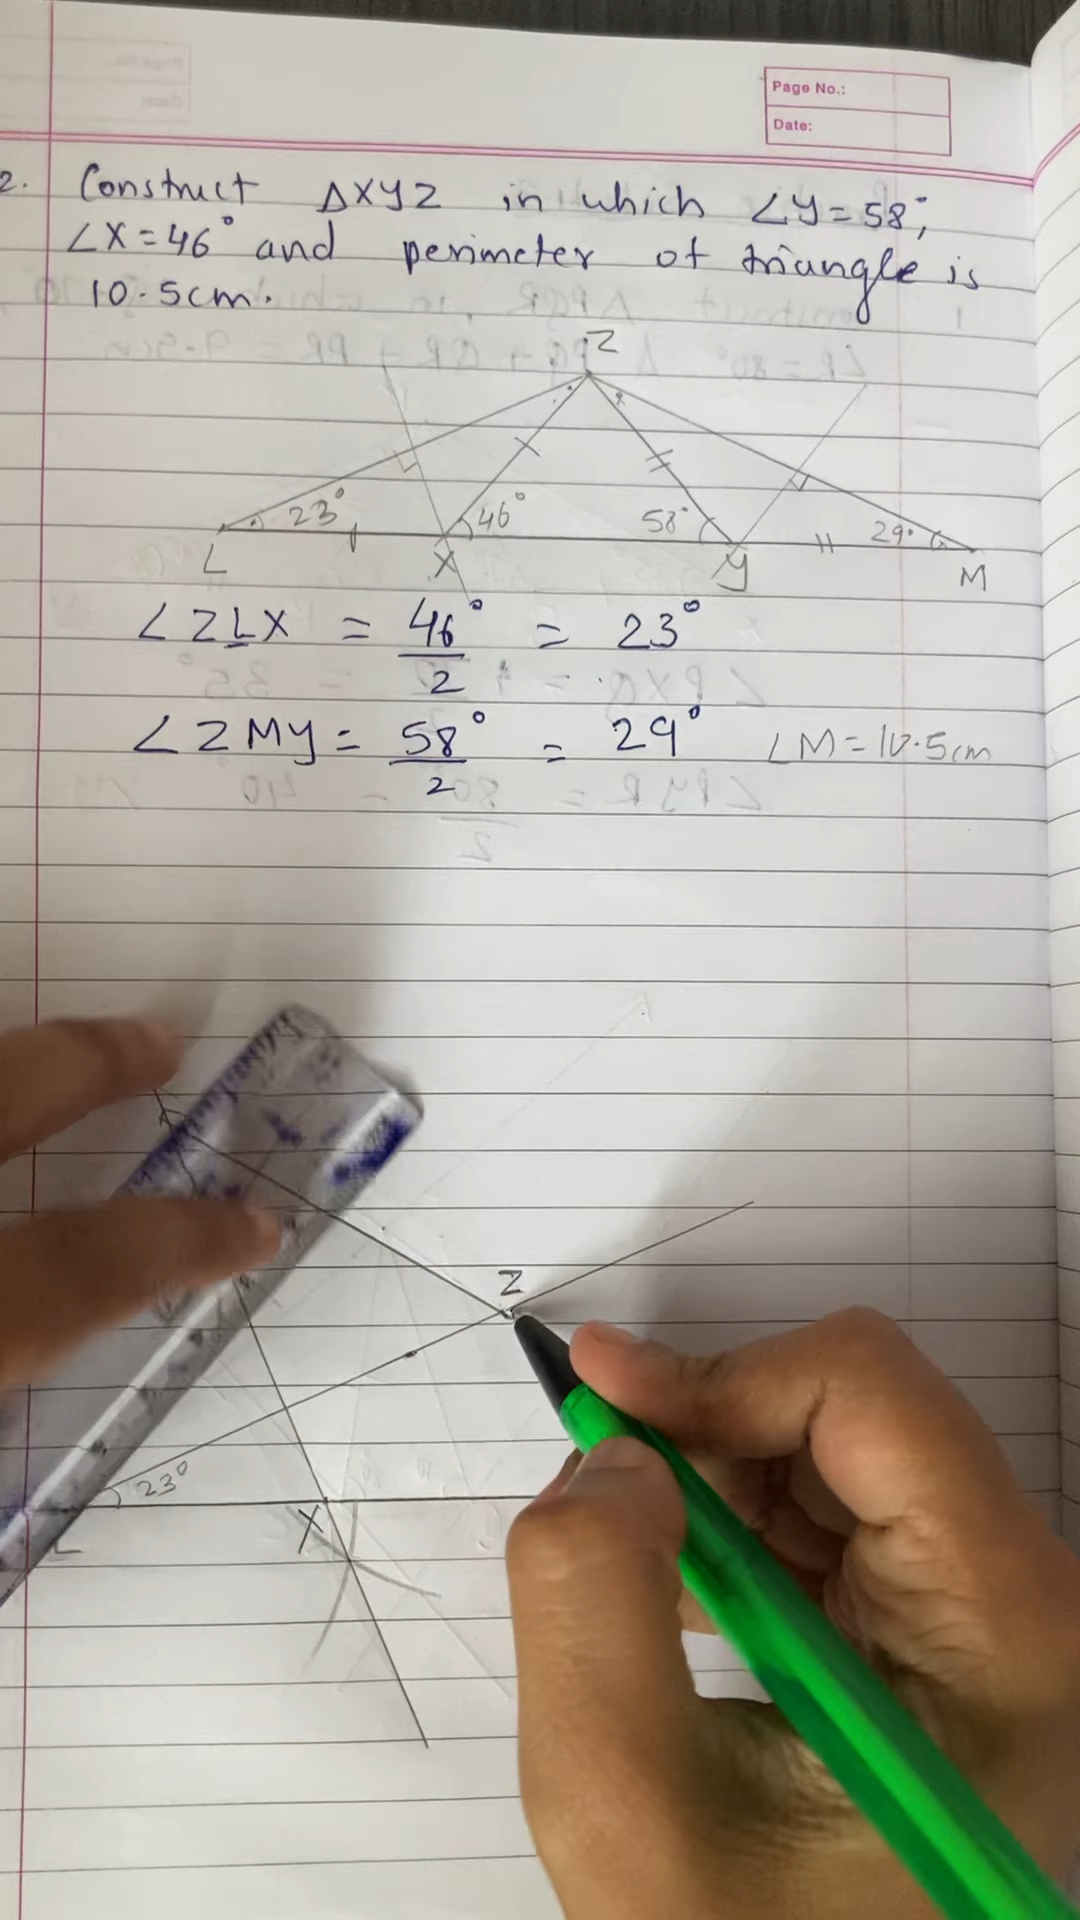 Page No.:
Date:
2. Construct ΔXYZ in which ∠Y=58°,
∠X=46° and perimeter of triangle is
10.5cm.
Z
23° 46° 58° 29°
L X Y M
∠ZLX = 46°/2 = 23°
∠ZMY = 58°/2 = 29° LM=10.5cm
Z
23°
L X